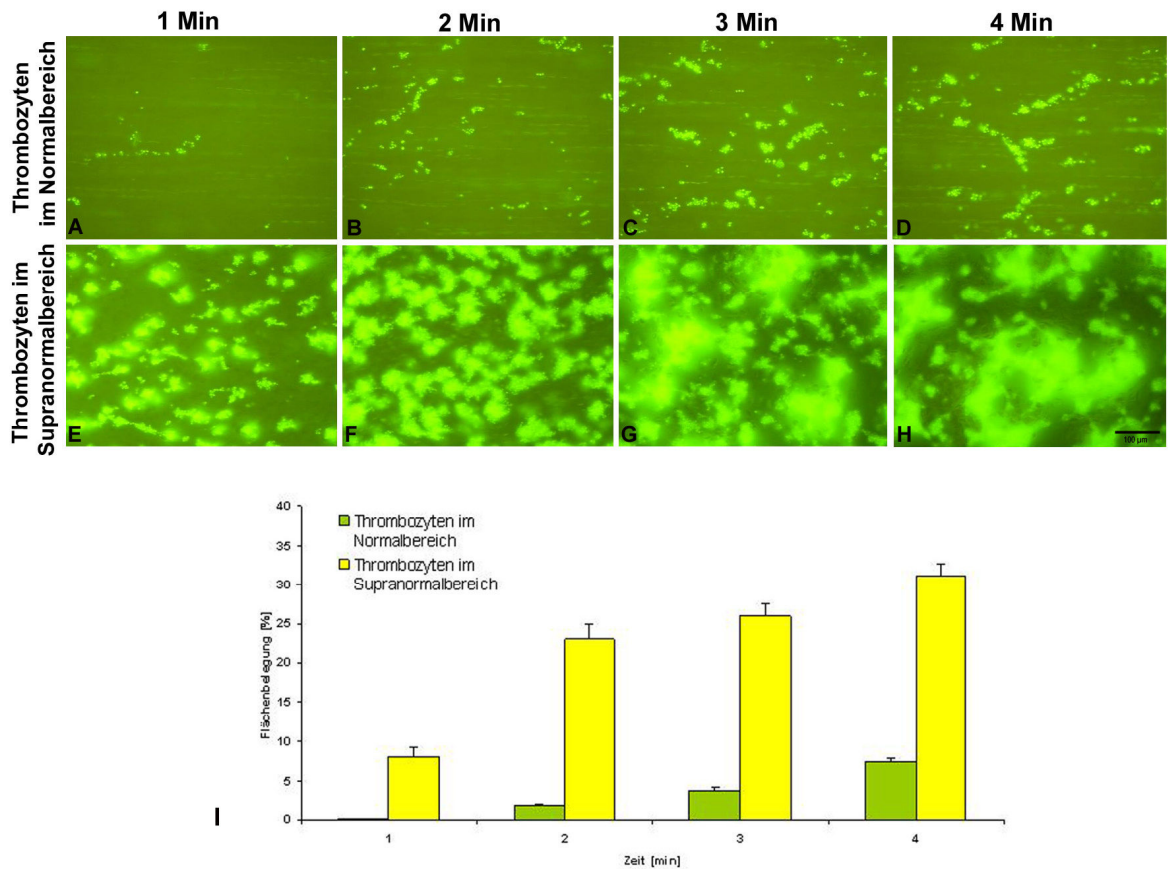 1 Min
2 Min
3 Min
4 Min
Thrombozyten
im Normalbereich
A
B
C
D
Thrombozyten im
Supranormalbereich
E
F
G
H
100 µm
40
35
30
25
20
15
10
5
0
Flächenbelegung [%]
Thrombozyten im
Normalbereich
Thrombozyten im
Supranormalbereich
I
1
2
3
4
Zeit [min]